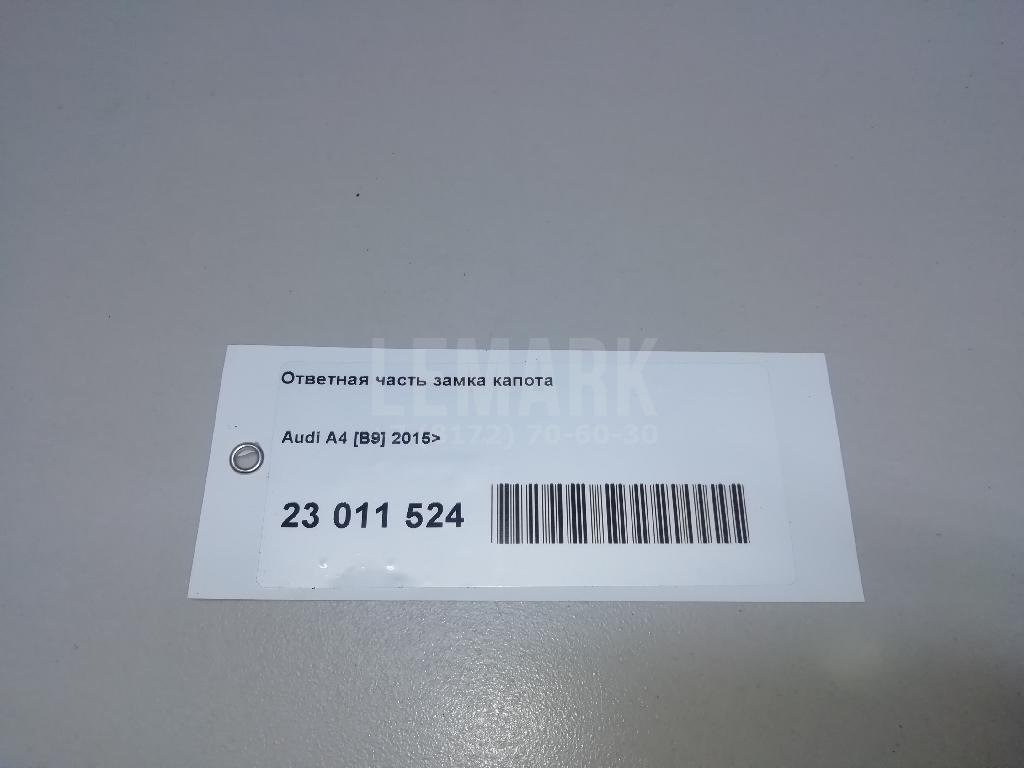 LEMARK
Ответная часть замка капота
8172) 70-60-30
Audi A4 [B9] 2015>
23 011 524